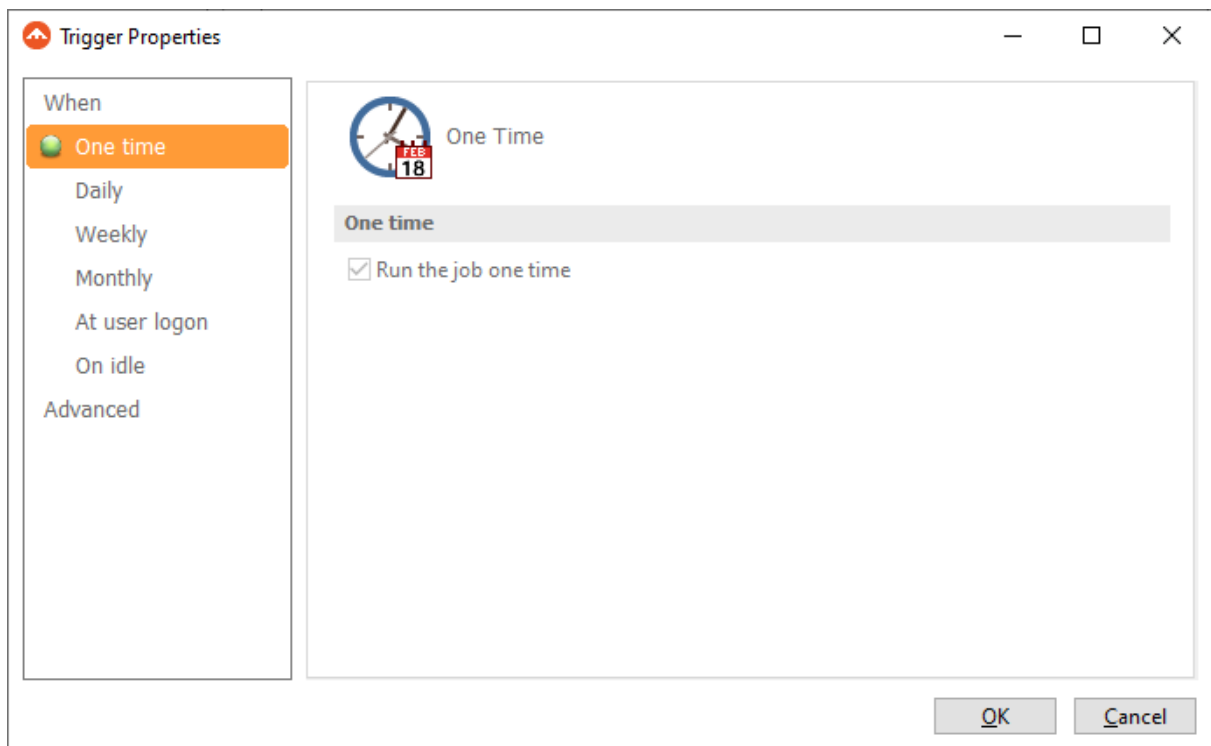 Trigger Properties
When
One time
Daily
Weekly
Monthly
At user logon
On idle
Advanced
FEB
18
One Time
One time
Run the job one time
OK
Cancel